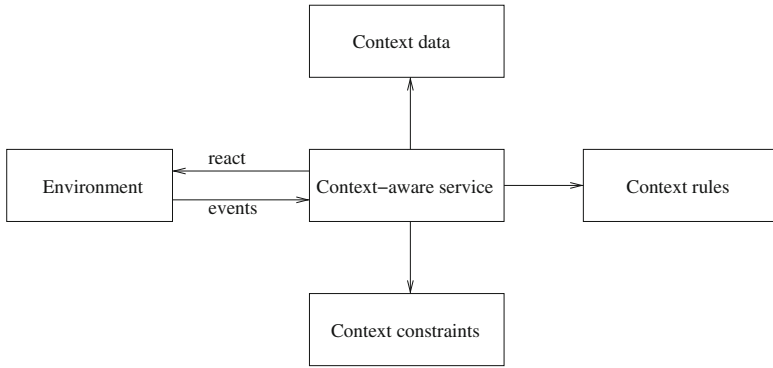 Context data
react
Environment
Context−aware service
Context rules
events
Context constraints